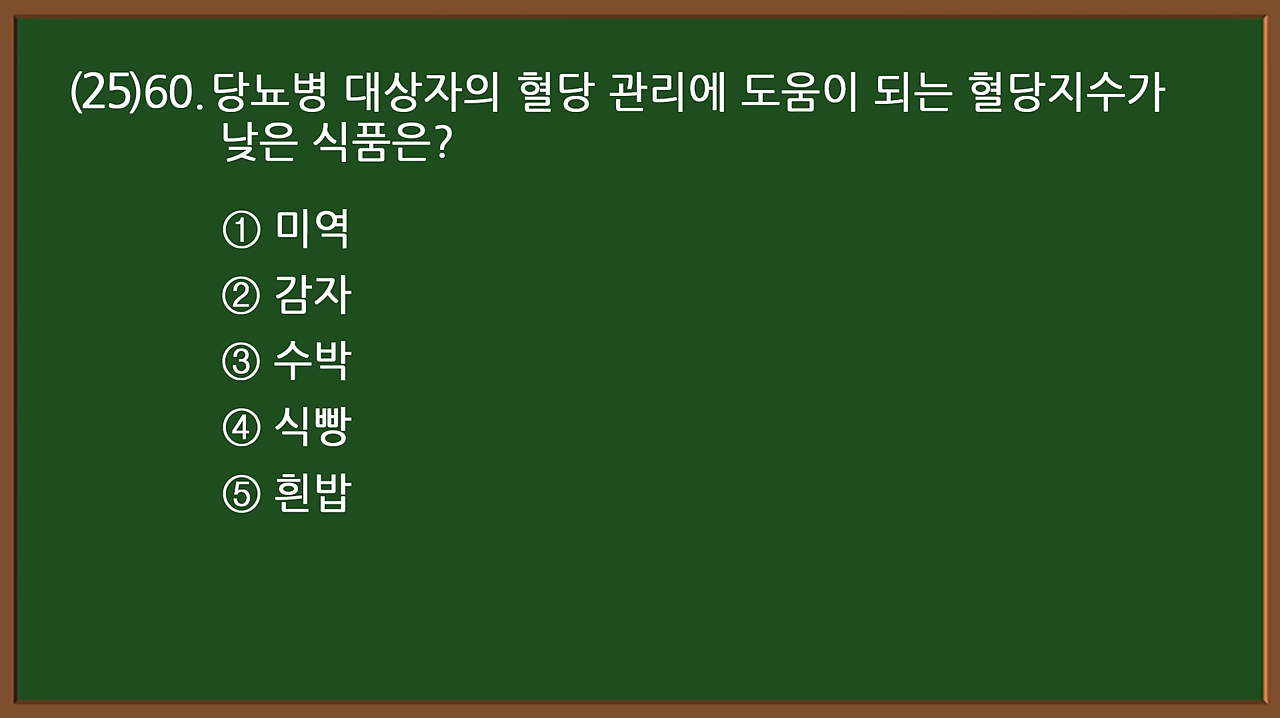 (25)60. 당뇨병 대상자의 혈당 관리에 도움이 되는 혈당지수가
낮은 식품은?
① 미역
② 감자
③ 수박
④ 식빵
⑤ 흰밥